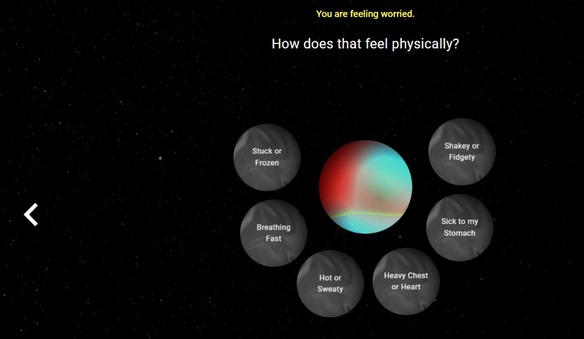 You are feeling worried.
How does that feel physically?
Stuck or
Frozen
Shakey or
Fidgety
Breathing
Fast
Sick to my
Stomach
Hot or
Sweaty
Heavy Chest
or Heart